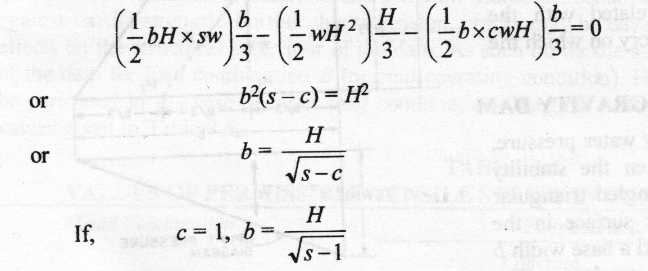 (1/2 bH × sw) b/3 − (1/2 wH²) H/3 − (1/2 b × cwH) b/3 = 0
or b²(s − c) = H²
or b = H/√(s − c)
If, c = 1, b = H/√(s − 1)